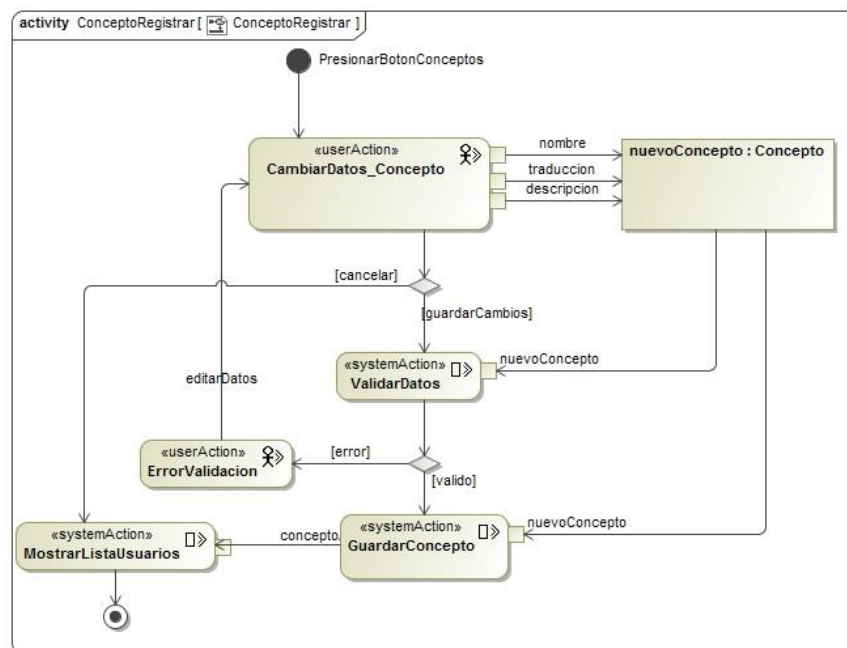 activity ConceptoRegistrar [ ConceptoRegistrar ]
PresionarBotonConceptos
«userAction»
CambiarDatos_Concepto
nombre
traduccion
descripcion
nuevoConcepto : Concepto
[cancelar]
[guardarCambios]
«systemAction»
ValidarDatos
nuevoConcepto
editarDatos
«userAction»
ErrorValidacion
[error]
[valido]
«systemAction»
MostrarListaUsuarios
concepto
«systemAction»
GuardarConcepto
nuevoConcepto